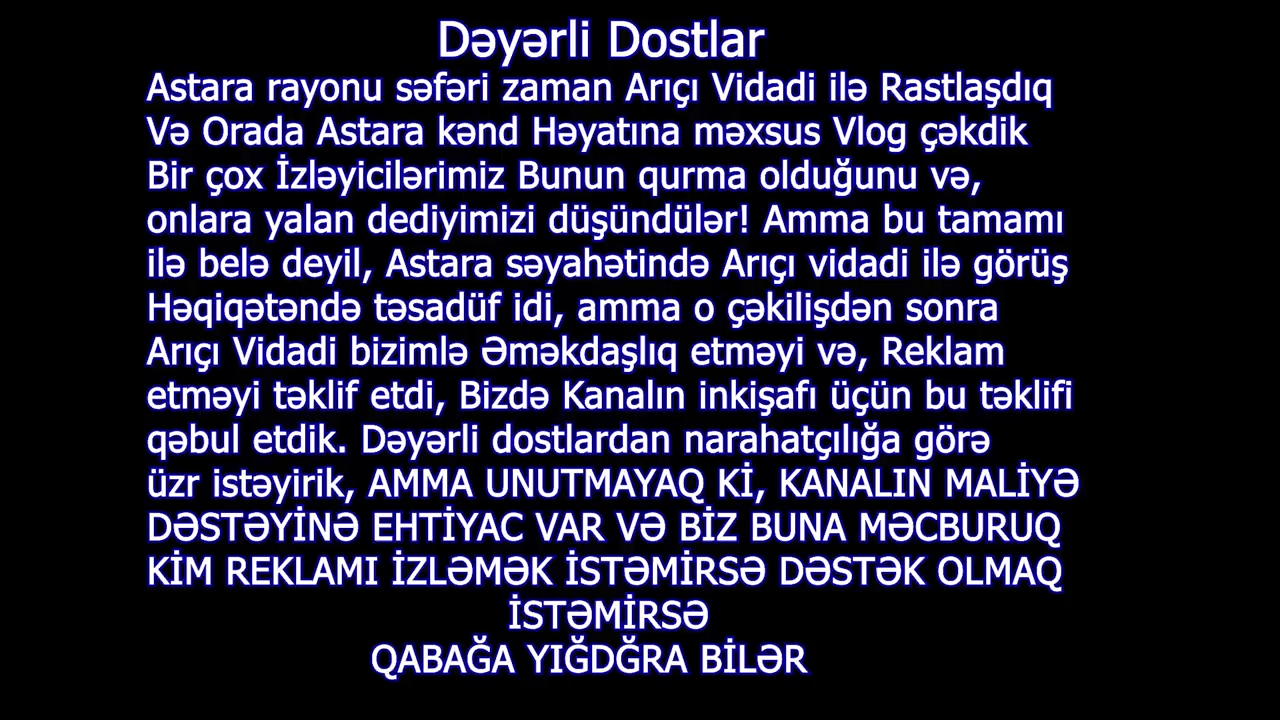 Dəyərli Dostlar
Astara rayonu səfəri zaman Arıçı Vidadi ilə Rastlaşdıq
Və Orada Astara kənd Həyatına məxsus Vlog çəkdik
Bir çox İzləyicilərimiz Bunun qurma olduğunu və,
onlara yalan dediyimizi düşündülər! Amma bu tamamı
ilə belə deyil, Astara səyahətində Arıçı vidadi ilə görüş
Həqiqətəndə təsadüf idi, amma o çəkilişdən sonra
Arıçı Vidadi bizimlə Əməkdaşlıq etməyi və, Reklam
etməyi təklif etdi, Bizdə Kanalın inkişafı üçün bu təklifi
qəbul etdik. Dəyərli dostlardan narahatçılığa görə
üzr istəyirik, AMMA UNUTMAYAQ Kİ, KANALIN MALİYƏ
DƏSTƏYİNƏ EHTİYAC VAR VƏ BİZ BUNA MƏCBURUQ
KİM REKLAMI İZLƏMƏK İSTƏMİRSƏ DƏSTƏK OLMAQ
İSTƏMİRSƏ
QABAĞA YIĞDĞRA BİLƏR